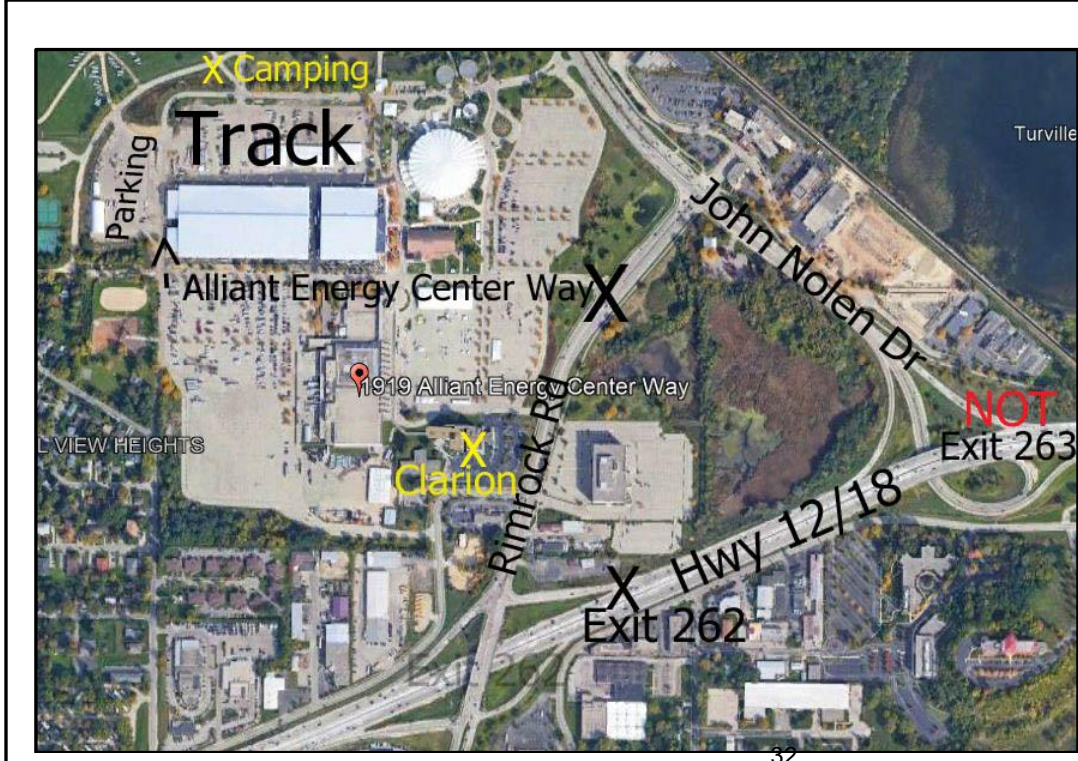 X Camping
Track
Parking
Turville
John Nolen Dr
^
' Alliant Energy Center Way
X
1919 Alliant Energy Center Way
NOT
Exit 263
L VIEW HEIGHTS
X
Clarion
Rimrock Rd
Hwy 12/18
X
Exit 262
Exit 262
32